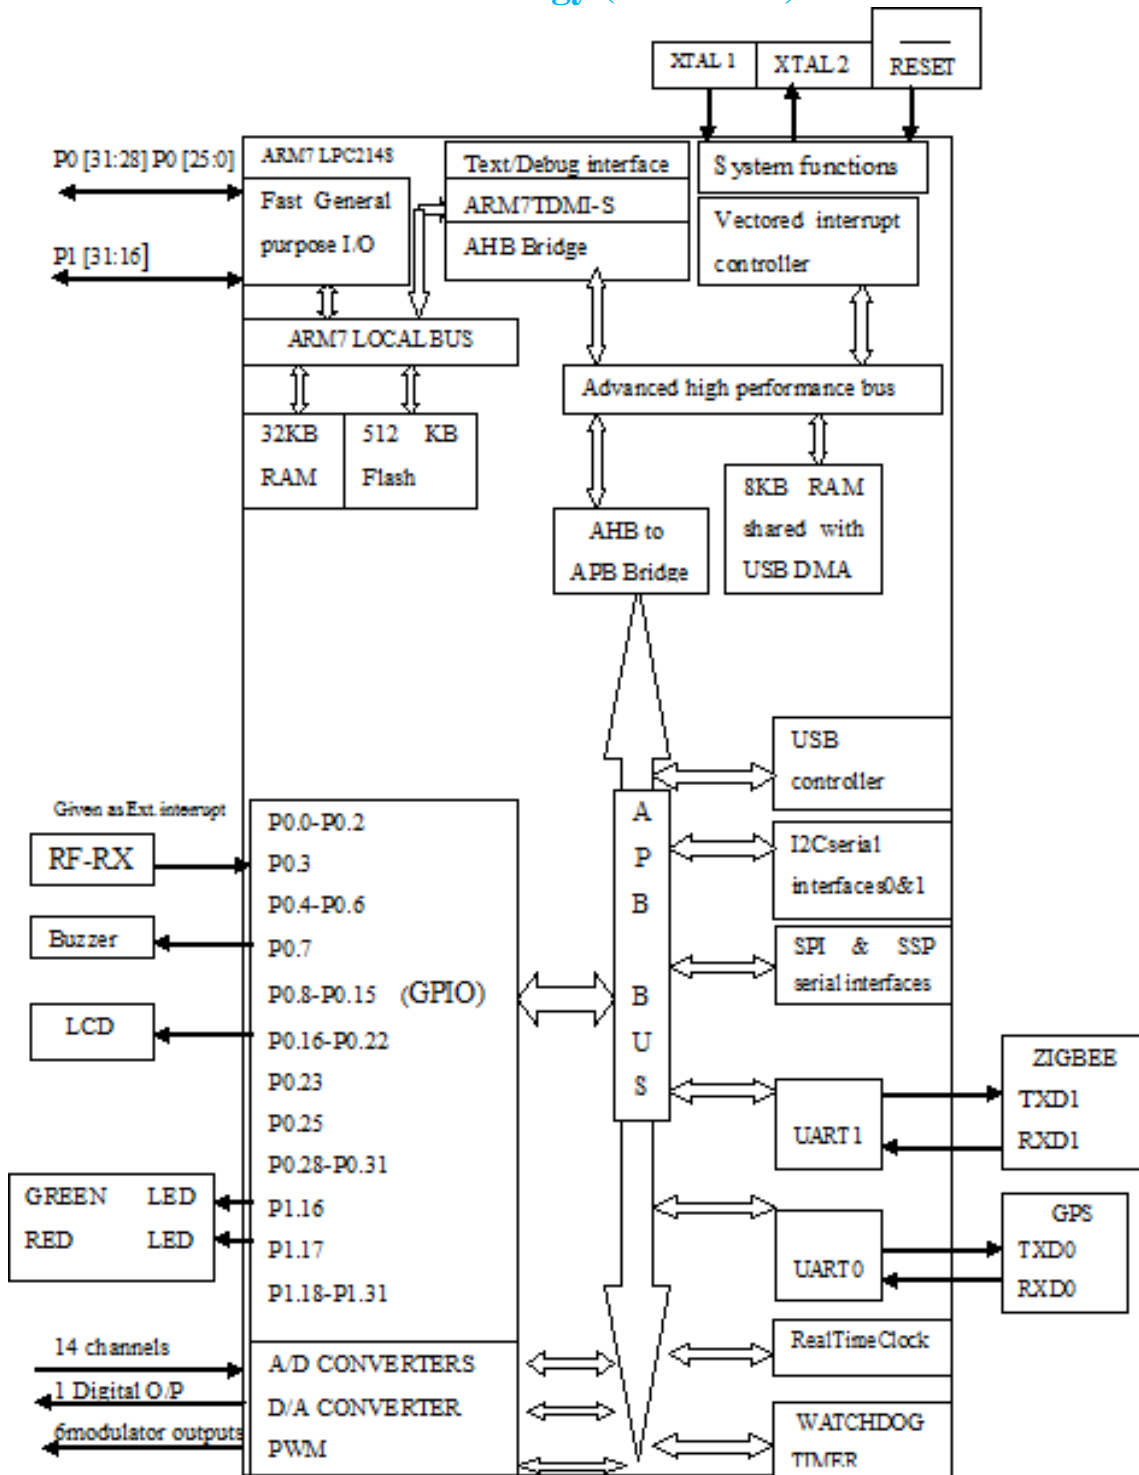 XTAL 1
XTAL 2
RESET
P0 [31:28] P0 [25:0]
P1 [31:16]
ARM7 LPC2148
Fast General
purpose I/O
Text/Debug interface
ARM7TDMI-S
AHB Bridge
System functions
Vectored interrupt
controller
ARM7 LOCAL BUS
Advanced high performance bus
32KB
RAM
512 KB
Flash
8KB RAM
shared with
USB DMA
AHB to
APB Bridge
USB
controller
I2Cserial
interfaces0&1
SPI & SSP
serial interfaces
UART1
ZIGBEE
TXD1
RXD1
UART0
GPS
TXD0
RXD0
RealTimeClock
WATCHDOG
TIMER
A
P
B
B
U
S
Given as Ext. interrupt
RF-RX
Buzzer
LCD
GREEN LED
RED LED
P0.0-P0.2
P0.3
P0.4-P0.6
P0.7
P0.8-P0.15 (GPIO)
P0.16-P0.22
P0.23
P0.25
P0.28-P0.31
P1.16
P1.17
P1.18-P1.31
14 channels
1 Digital O/P
6modulator outputs
A/D CONVERTERS
D/A CONVERTER
PWM